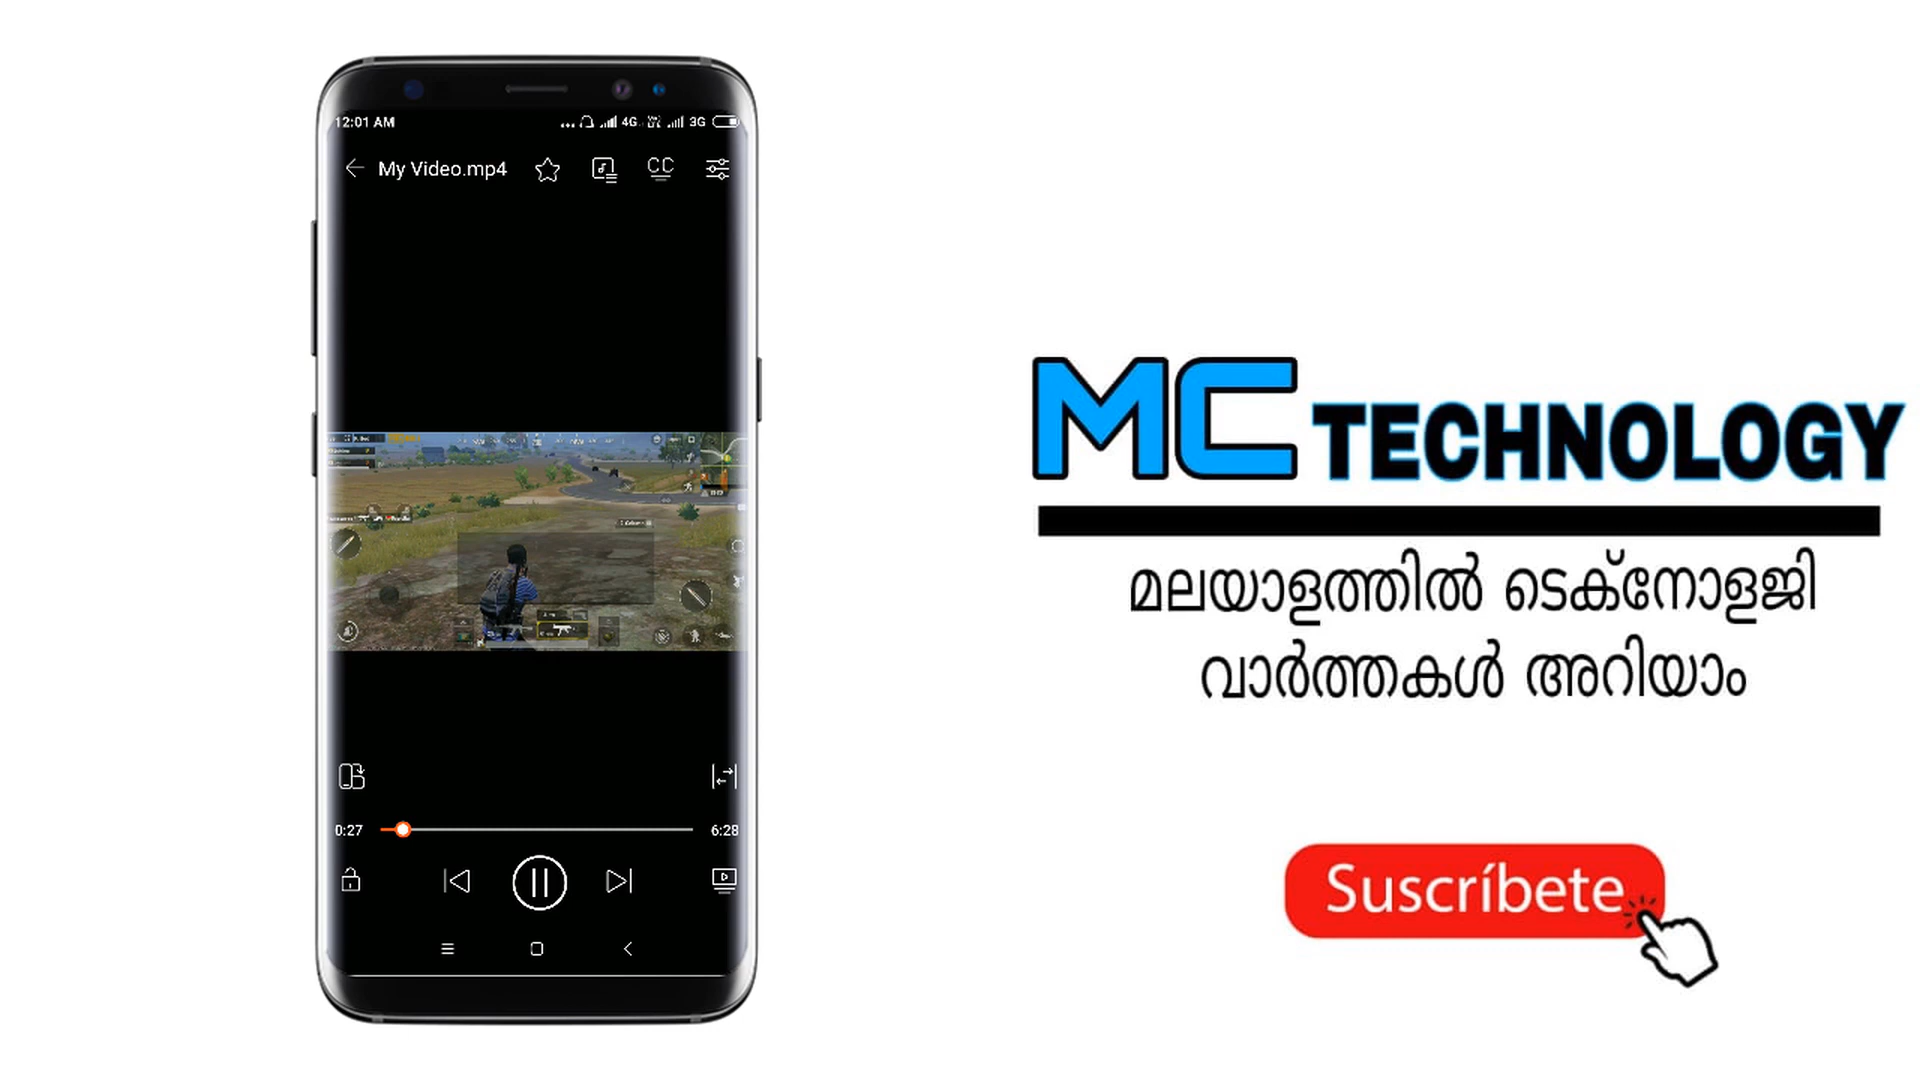 12:01 AM
4G
3G
My Video.mp4
CC
0:27
6:28
MC TECHNOLOGY
മലയാളത്തിൽ ടെക്നോളജി
വാർത്തകൾ അറിയാം
Suscríbete